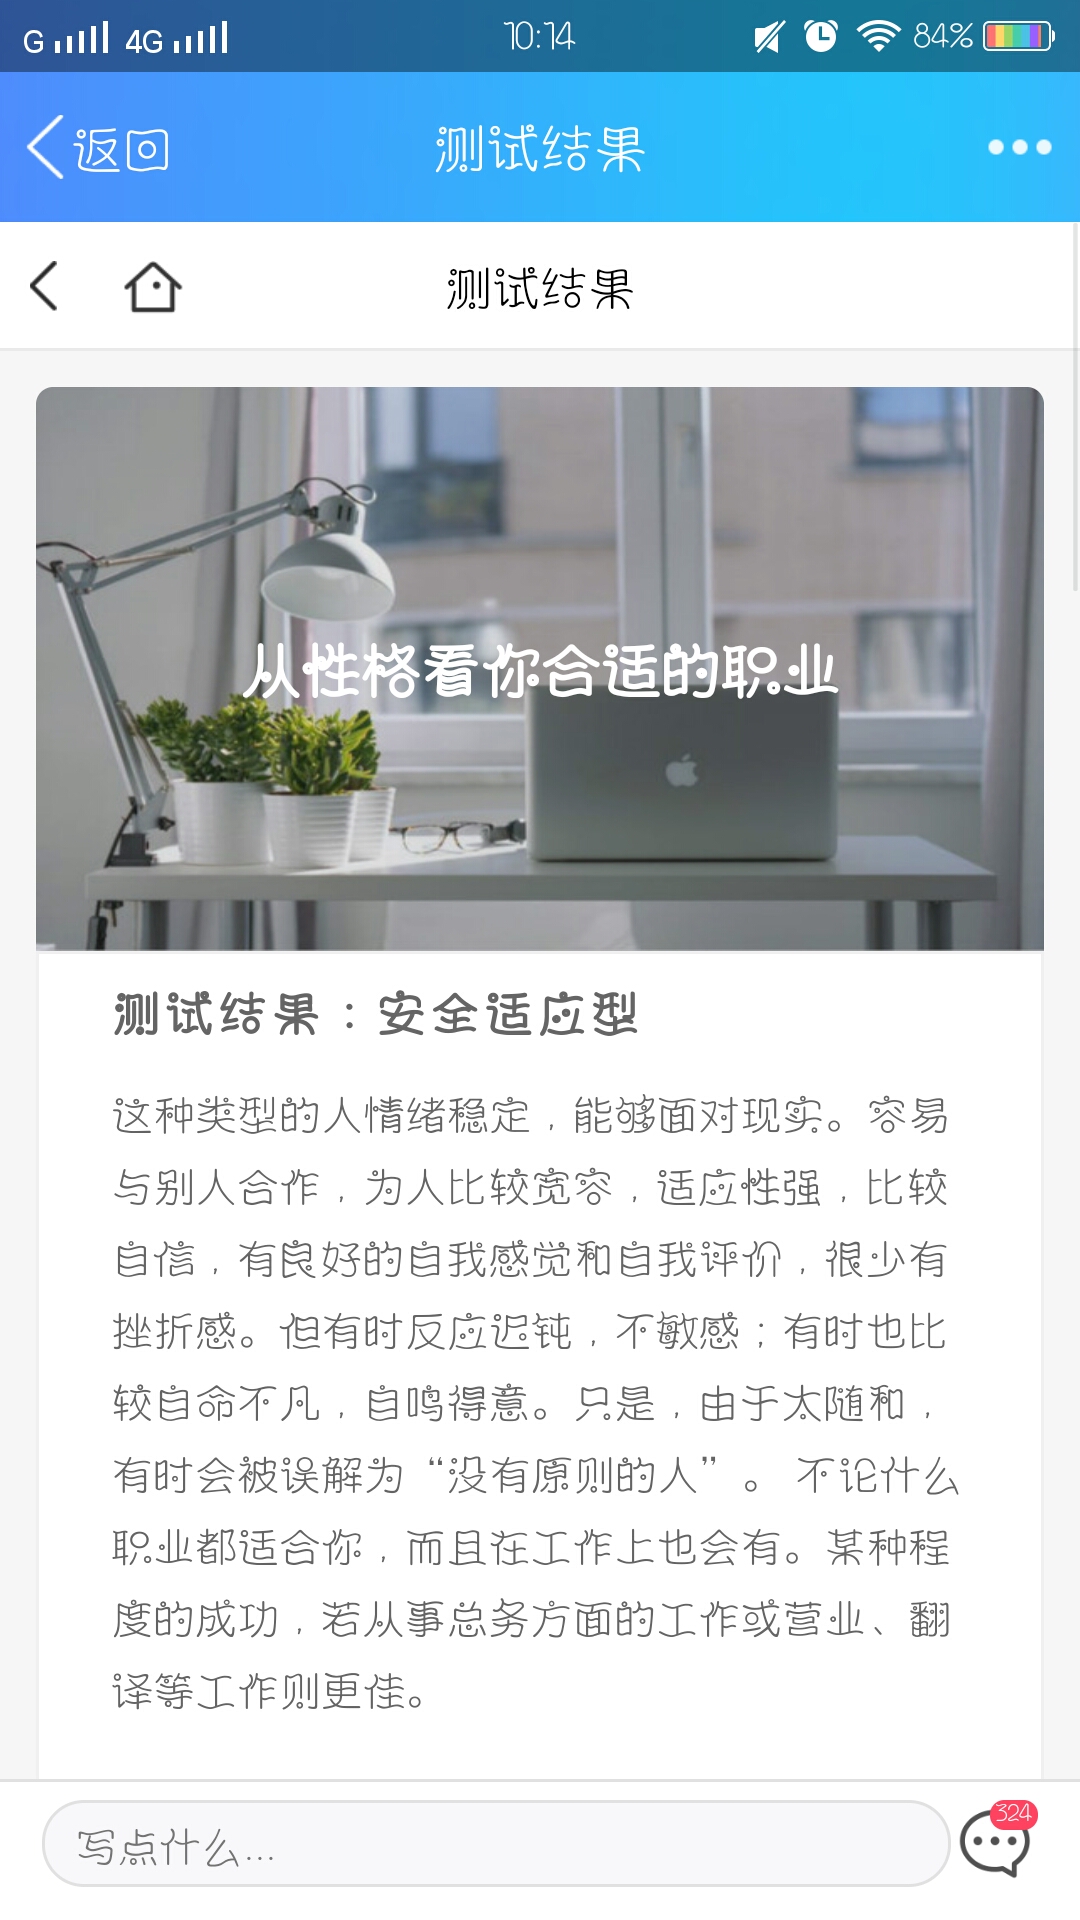 G 4G 10:14 84%
返回 测试结果
测试结果
从性格看你合适的职业
测试结果：安全适应型
这种类型的人情绪稳定，能够面对现实。容易
与别人合作，为人比较宽容，适应性强，比较
自信，有良好的自我感觉和自我评价，很少有
挫折感。但有时反应迟钝，不敏感；有时也比
较自命不凡，自鸣得意。只是，由于太随和，
有时会被误解为“没有原则的人”。 不论什么
职业都适合你，而且在工作上也会有。某种程
度的成功，若从事总务方面的工作或营业、翻
译等工作则更佳。
写点什么...
324